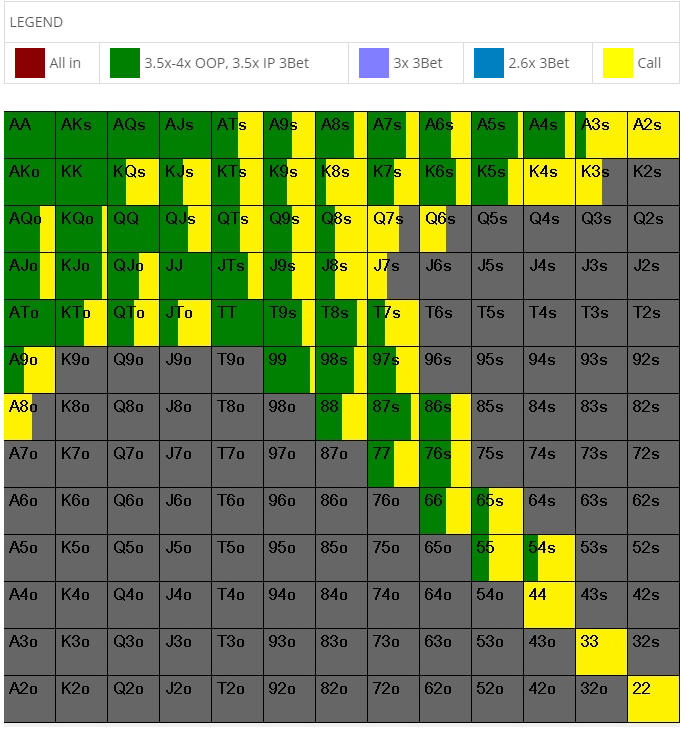 LEGEND
All in 3.5x-4x OOP, 3.5x IP 3Bet 3x 3Bet 2.6x 3Bet Call
AA AKs AQs AJs ATs A9s A8s A7s A6s A5s A4s A3s A2s
AKo KK KQs KJs KTs K9s K8s K7s K6s K5s K4s K3s K2s
AQo KQo QQ QJs QTs Q9s Q8s Q7s Q6s Q5s Q4s Q3s Q2s
AJo KJo QJo JJ JTs J9s J8s J7s J6s J5s J4s J3s J2s
ATo KTo QTo JTo TT T9s T8s T7s T6s T5s T4s T3s T2s
A9o K9o Q9o J9o T9o 99 98s 97s 96s 95s 94s 93s 92s
A8o K8o Q8o J8o T8o 98o 88 87s 86s 85s 84s 83s 82s
A7o K7o Q7o J7o T7o 97o 87o 77 76s 75s 74s 73s 72s
A6o K6o Q6o J6o T6o 96o 86o 76o 66 65s 64s 63s 62s
A5o K5o Q5o J5o T5o 95o 85o 75o 65o 55 54s 53s 52s
A4o K4o Q4o J4o T4o 94o 84o 74o 64o 54o 44 43s 42s
A3o K3o Q3o J3o T3o 93o 83o 73o 63o 53o 43o 33 32s
A2o K2o Q2o J2o T2o 92o 82o 72o 62o 52o 42o 32o 22